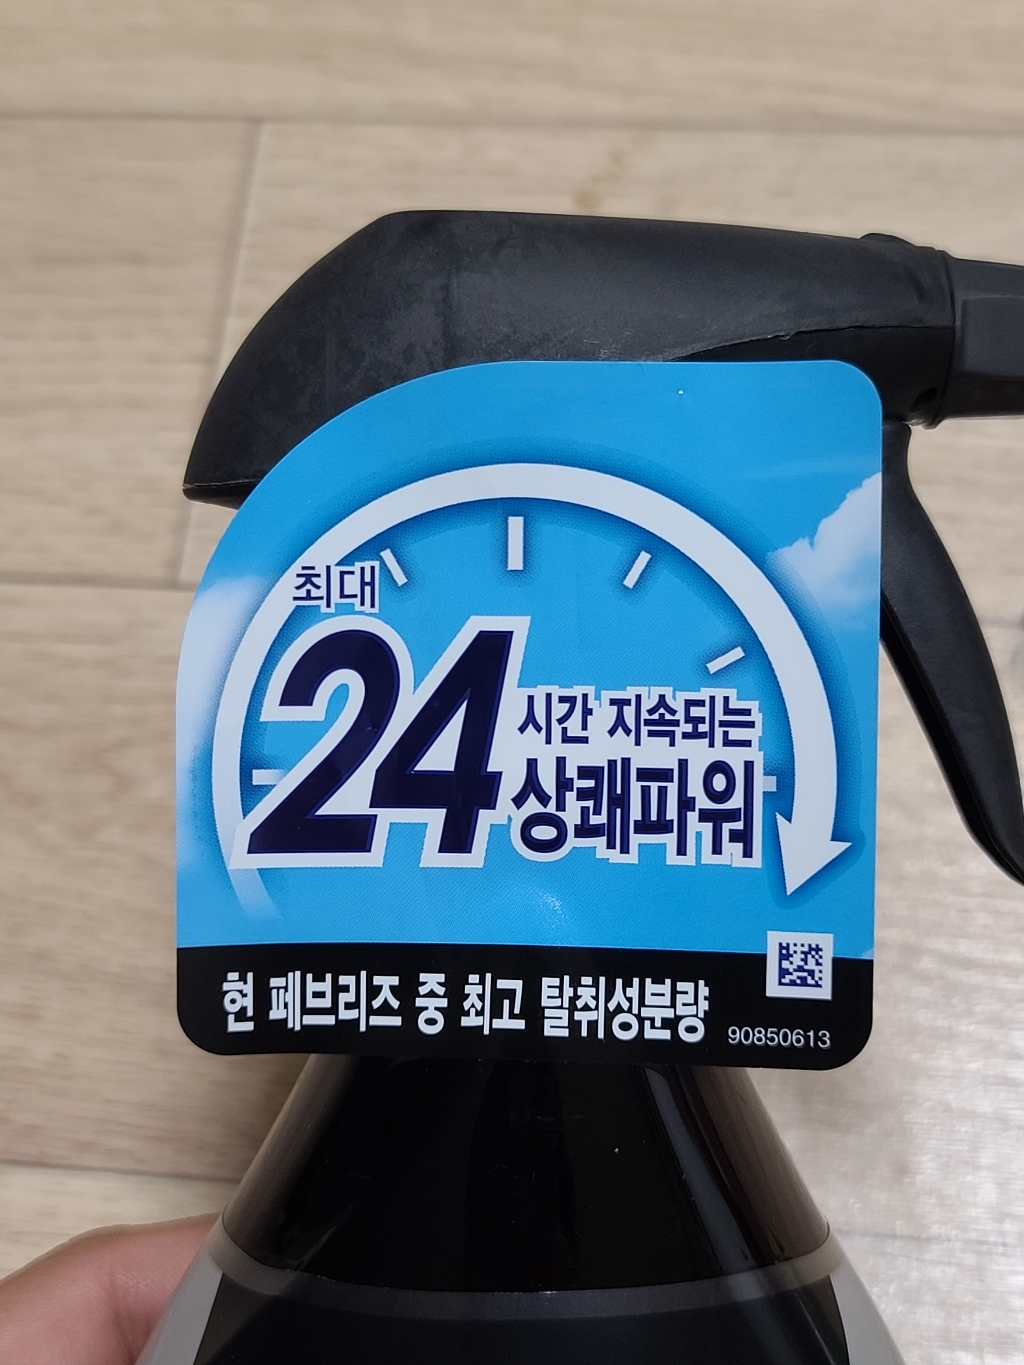 최대
24
시간 지속되는
상쾌파워
현 페브리즈 중 최고 탈취성분량
90850613